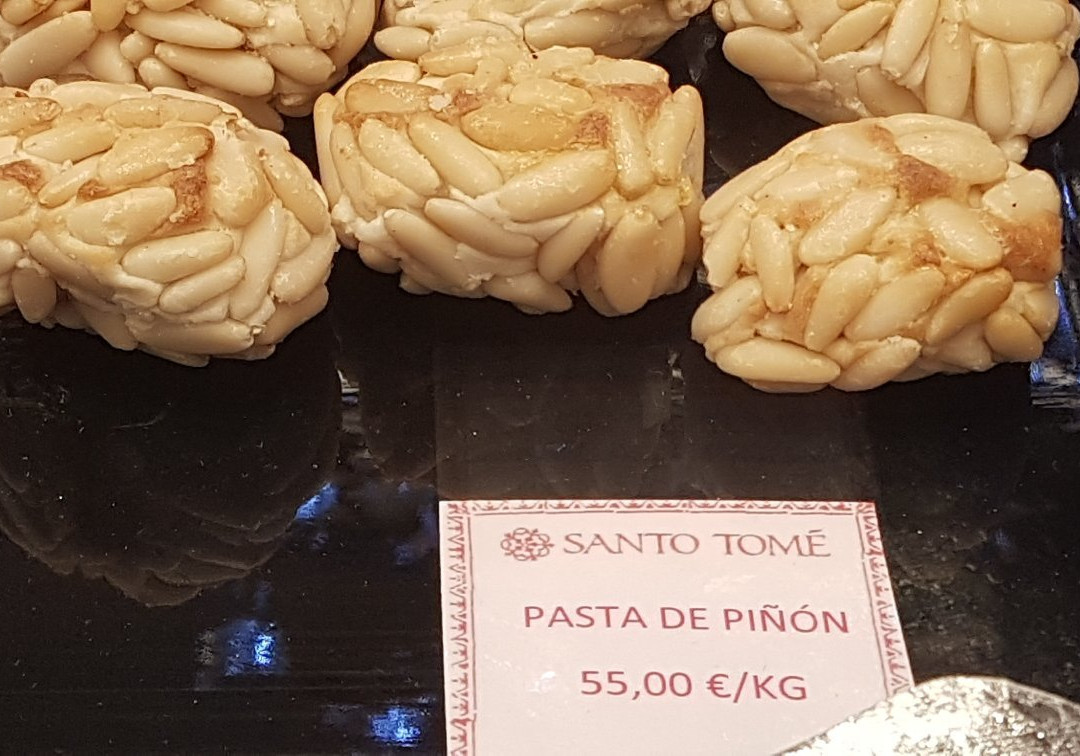 SANTO TOMÉ
PASTA DE PIÑÓN
55,00 €/KG